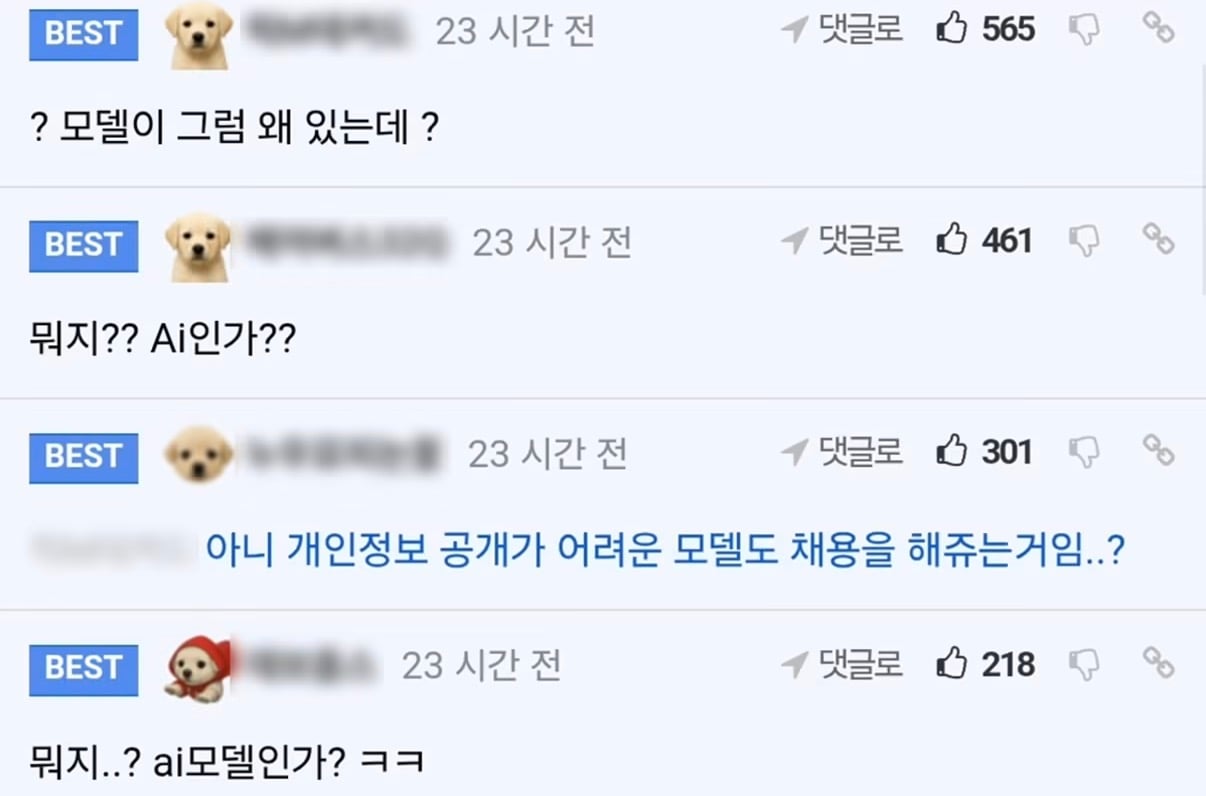 BEST 23 시간 전 댓글로 565
? 모델이 그럼 왜 있는데 ?
BEST 23 시간 전 댓글로 461
뭐지?? Ai인가??
BEST 23 시간 전 댓글로 301
아니 개인정보 공개가 어려운 모델도 채용을 해쥬는거임..?
BEST 23 시간 전 댓글로 218
뭐지..? ai모델인가? ㅋㅋ